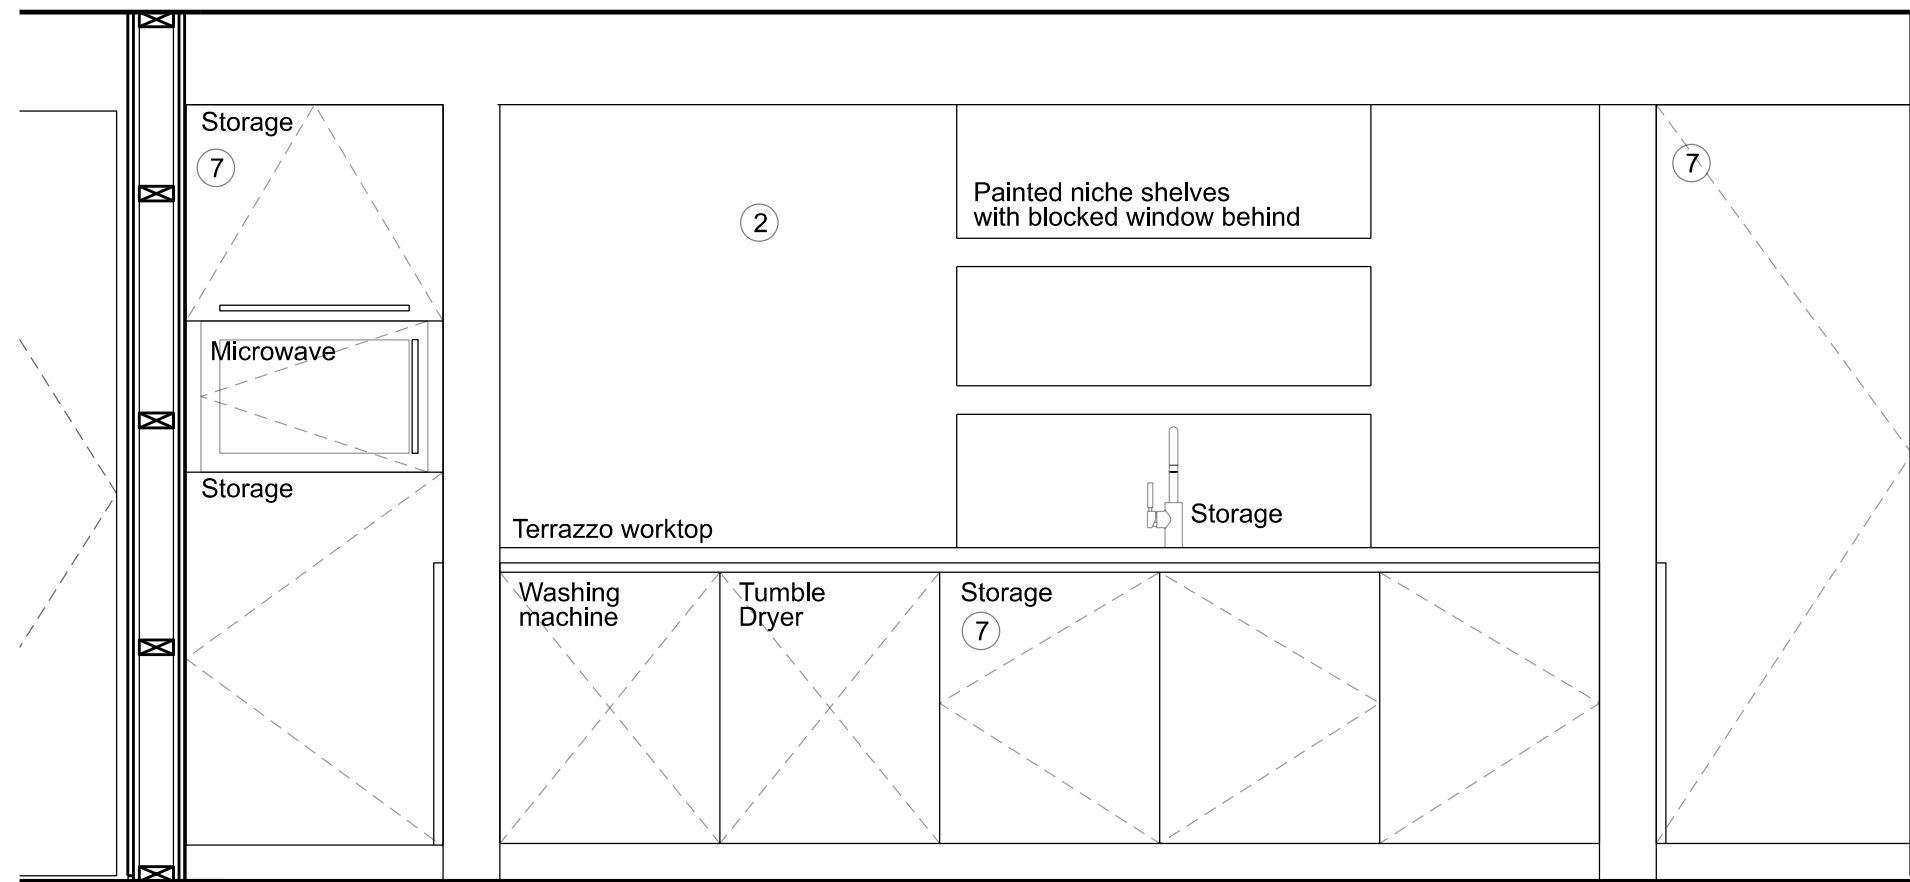 Storage
7
Microwave
Storage
2
Painted niche shelves
with blocked window behind
7
Storage
Terrazzo worktop
Washing
machine
Tumble
Dryer
Storage
7